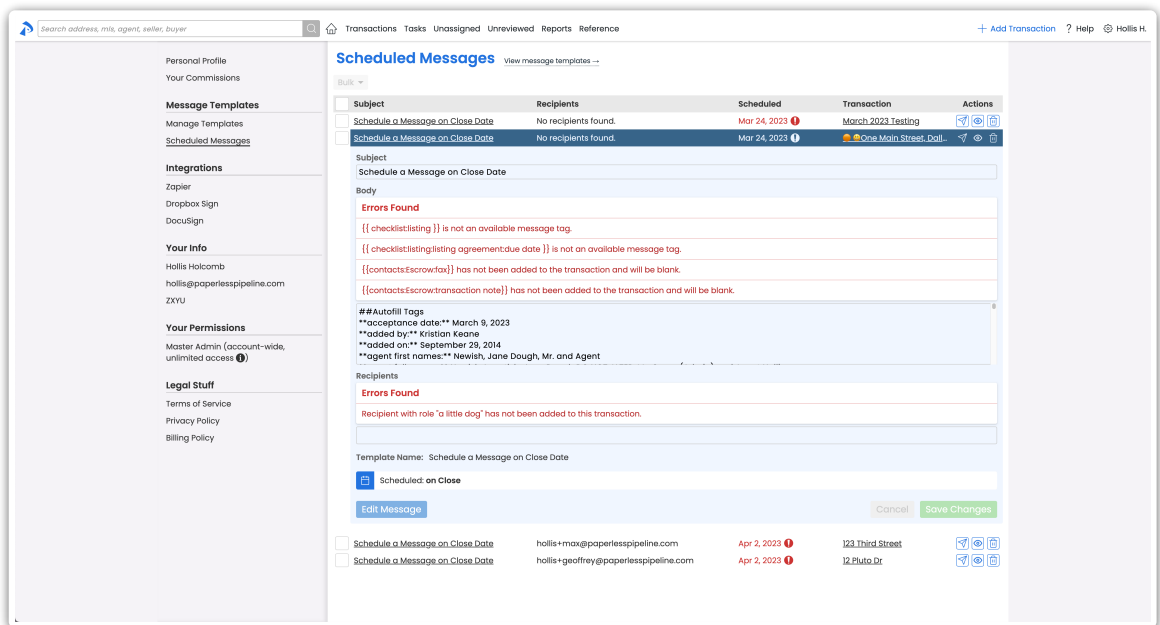 Search address, mls, agent, seller, buyer
Transactions Tasks Unassigned Unreviewed Reports Reference
+ Add Transaction ? Help Hollis H.
Personal Profile
Your Commissions
Message Templates
Manage Templates
Scheduled Messages
Integrations
Zapier
Dropbox Sign
DocuSign
Your Info
Hollis Holcomb
hollis@paperlesspipeline.com
ZXYU
Your Permissions
Master Admin (account-wide,
unlimited access )
Legal Stuff
Terms of Service
Privacy Policy
Billing Policy
Scheduled Messages View message templates →
Bulk
Subject Recipients Scheduled Transaction Actions
Schedule a Message on Close Date No recipients found. Mar 24, 2023 March 2023 Testing
Schedule a Message on Close Date No recipients found. Mar 24, 2023 One Main Street, Dall...
Subject
Schedule a Message on Close Date
Body
Errors Found
{{ checklist:listing }} is not an available message tag.
{{ checklist:listing:listing agreement:due date }} is not an available message tag.
{{contacts:Escrow:fax}} has not been added to the transaction and will be blank.
{{contacts:Escrow:transaction note}} has not been added to the transaction and will be blank.
##Autofill Tags
**acceptance date:** March 9, 2023
**added by:** Kristian Keane
**added on:** September 29, 2014
**agent first names:** Newish, Jane Dough, Mr. and Agent
Recipients
Errors Found
Recipient with role "a little dog" has not been added to this transaction.
Template Name: Schedule a Message on Close Date
Scheduled: on Close
Edit Message Cancel Save Changes
Schedule a Message on Close Date hollis+max@paperlesspipeline.com Apr 2, 2023 123 Third Street
Schedule a Message on Close Date hollis+geoffrey@paperlesspipeline.com Apr 2, 2023 12 Pluto Dr